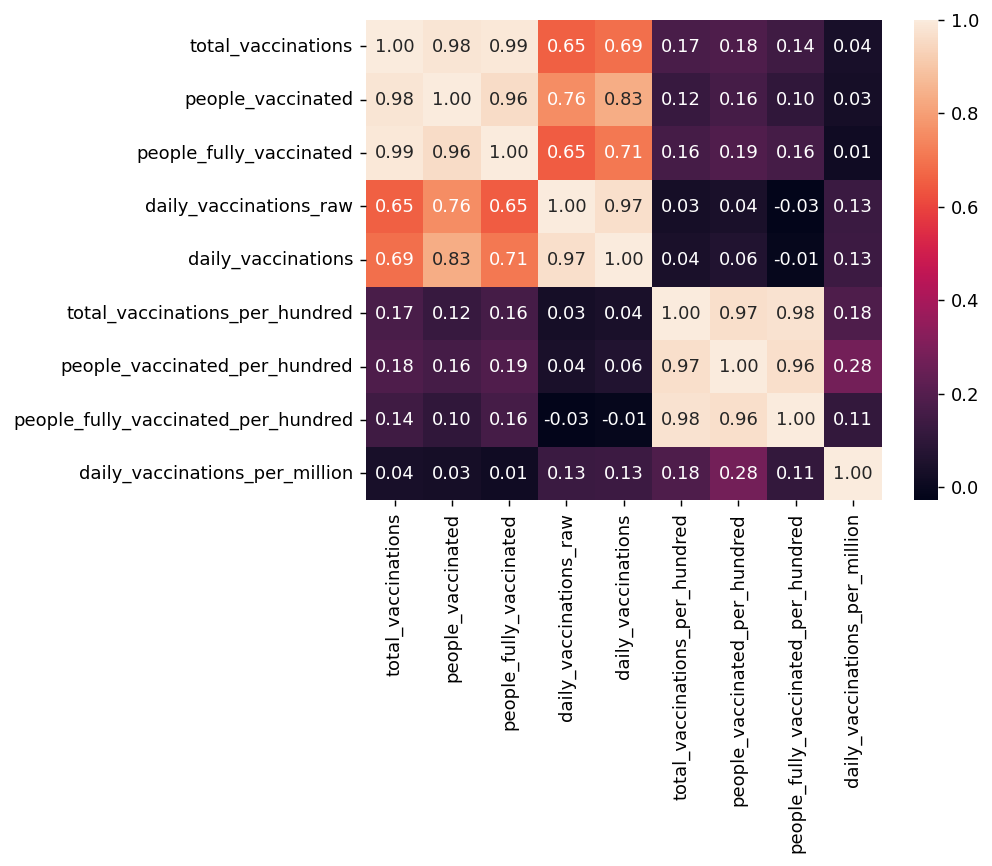 total_vaccinations 1.00 0.98 0.99 0.65 0.69 0.17 0.18 0.14 0.04
people_vaccinated 0.98 1.00 0.96 0.76 0.83 0.12 0.16 0.10 0.03
people_fully_vaccinated 0.99 0.96 1.00 0.65 0.71 0.16 0.19 0.16 0.01
daily_vaccinations_raw 0.65 0.76 0.65 1.00 0.97 0.03 0.04 -0.03 0.13
daily_vaccinations 0.69 0.83 0.71 0.97 1.00 0.04 0.06 -0.01 0.13
total_vaccinations_per_hundred 0.17 0.12 0.16 0.03 0.04 1.00 0.97 0.98 0.18
people_vaccinated_per_hundred 0.18 0.16 0.19 0.04 0.06 0.97 1.00 0.96 0.28
people_fully_vaccinated_per_hundred 0.14 0.10 0.16 -0.03 -0.01 0.98 0.96 1.00 0.11
daily_vaccinations_per_million 0.04 0.03 0.01 0.13 0.13 0.18 0.28 0.11 1.00
total_vaccinations
people_vaccinated
people_fully_vaccinated
daily_vaccinations_raw
daily_vaccinations
total_vaccinations_per_hundred
people_vaccinated_per_hundred
people_fully_vaccinated_per_hundred
daily_vaccinations_per_million
1.0
0.8
0.6
0.4
0.2
0.0